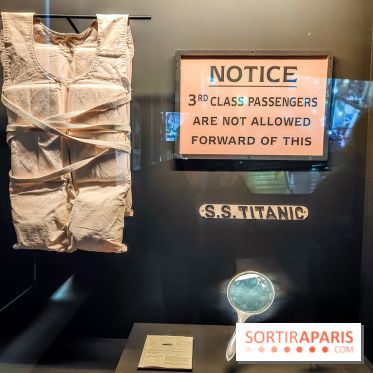 NOTICE
3RD CLASS PASSENGERS
ARE NOT ALLOWED
FORWARD OF THIS
S.S. TITANIC
SORTIRAPARIS
.COM